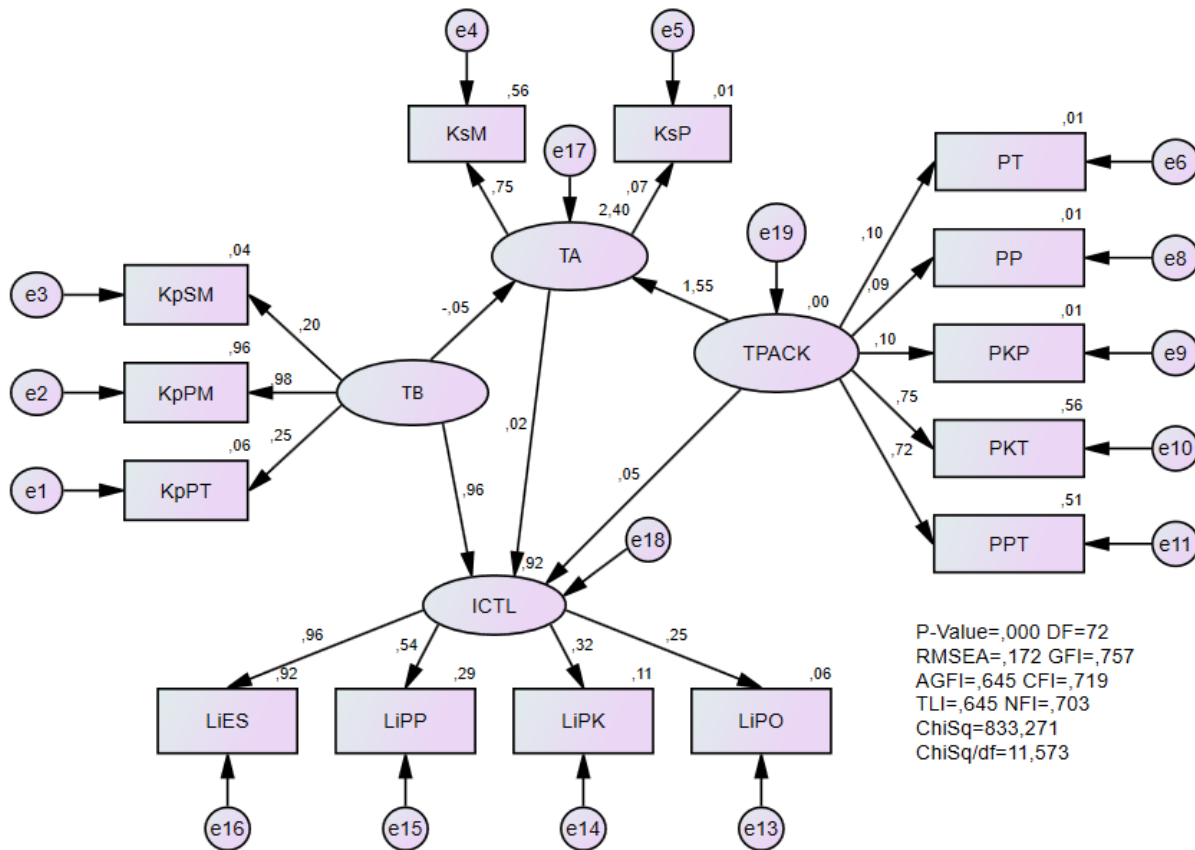 e4
e5
,56
,01
KsM
KsP
e17
,01
PT
e6
,75
,07
2,40
e19
,10
,01
TA
PP
e8
,04
,09
e3
KpSM
1,55
,00
,01
-,05
,20
TPACK
,10
PKP
e9
,96
e2
KpPM
,98
TB
,75
,56
,02
,06
,25
,72
PKT
e10
e1
KpPT
,05
,96
,51
e18
PPT
e11
,92
ICTL
,96
,54
,32
,25
,92
,29
,11
,06
LiES
LiPP
LiPK
LiPO
e16
e15
e14
e13
P-Value=,000 DF=72
RMSEA=,172 GFI=,757
AGFI=,645 CFI=,719
TLI=,645 NFI=,703
ChiSq=833,271
ChiSq/df=11,573